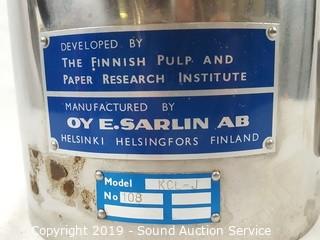 DEVELOPED BY
THE FINNISH PULP AND
PAPER RESEARCH INSTITUTE
MANUFACTURED BY
OY E.SARLIN AB
HELSINKI HELSINGFORS FINLAND
Model KCL-J
No 108
Copyright 2019 - Sound Auction Service